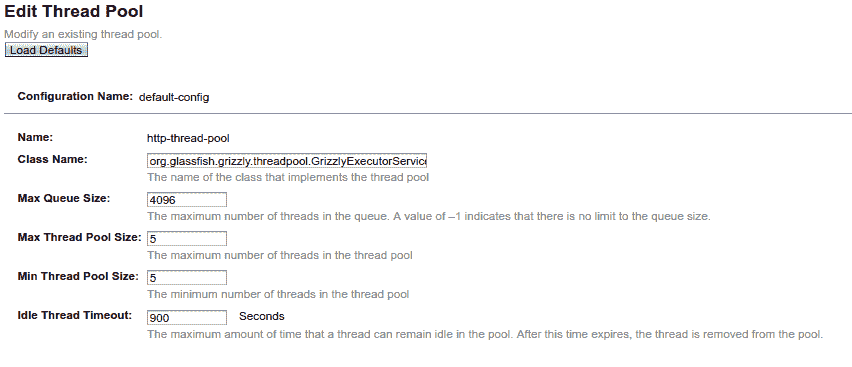 Edit Thread Pool
Modify an existing thread pool.
Load Defaults
Configuration Name: default-config
Name: http-thread-pool
Class Name: org.glassfish.grizzly.threadpool.GrizzlyExecutorService
The name of the class that implements the thread pool
Max Queue Size: 4096
The maximum number of threads in the queue. A value of –1 indicates that there is no limit to the queue size.
Max Thread Pool Size: 5
The maximum number of threads in the thread pool
Min Thread Pool Size: 5
The minimum number of threads in the thread pool
Idle Thread Timeout: 900 Seconds
The maximum amount of time that a thread can remain idle in the pool. After this time expires, the thread is removed from the pool.